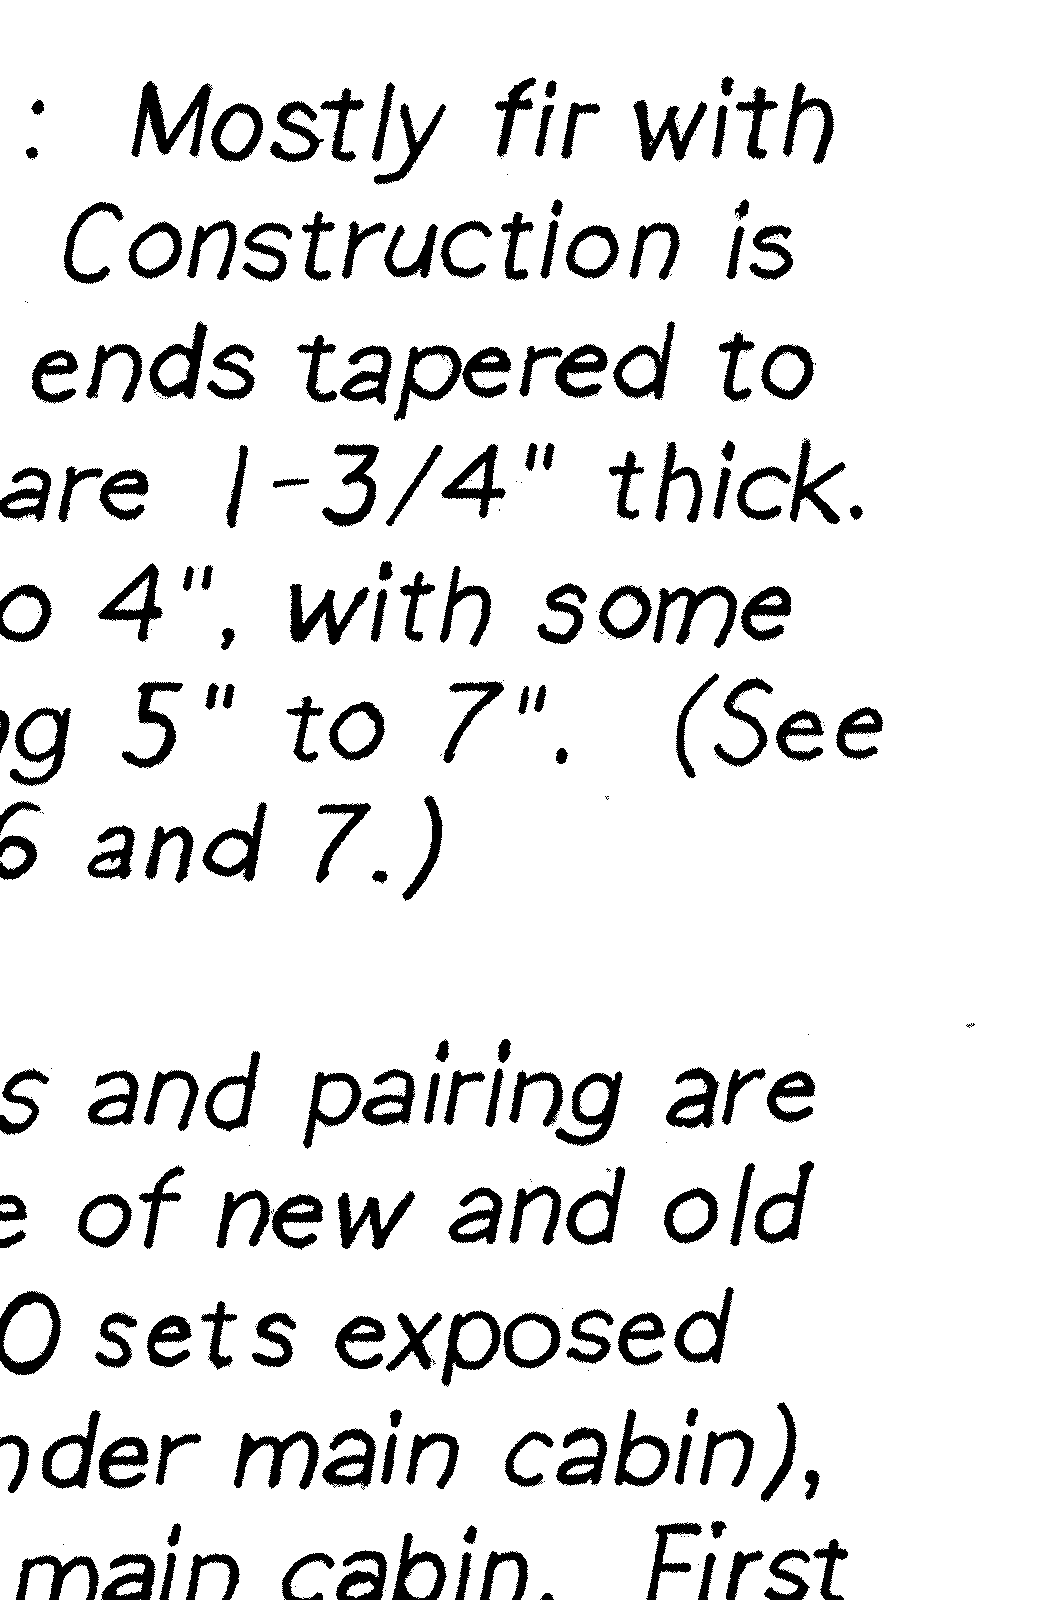 : Mostly fir with
Construction is
ends tapered to
are 1-3/4" thick.
o 4", with some
ng 5" to 7". (See
6 and 7.)
s and pairing are
e of new and old
0 sets exposed
nder main cabin),
main cabin. First